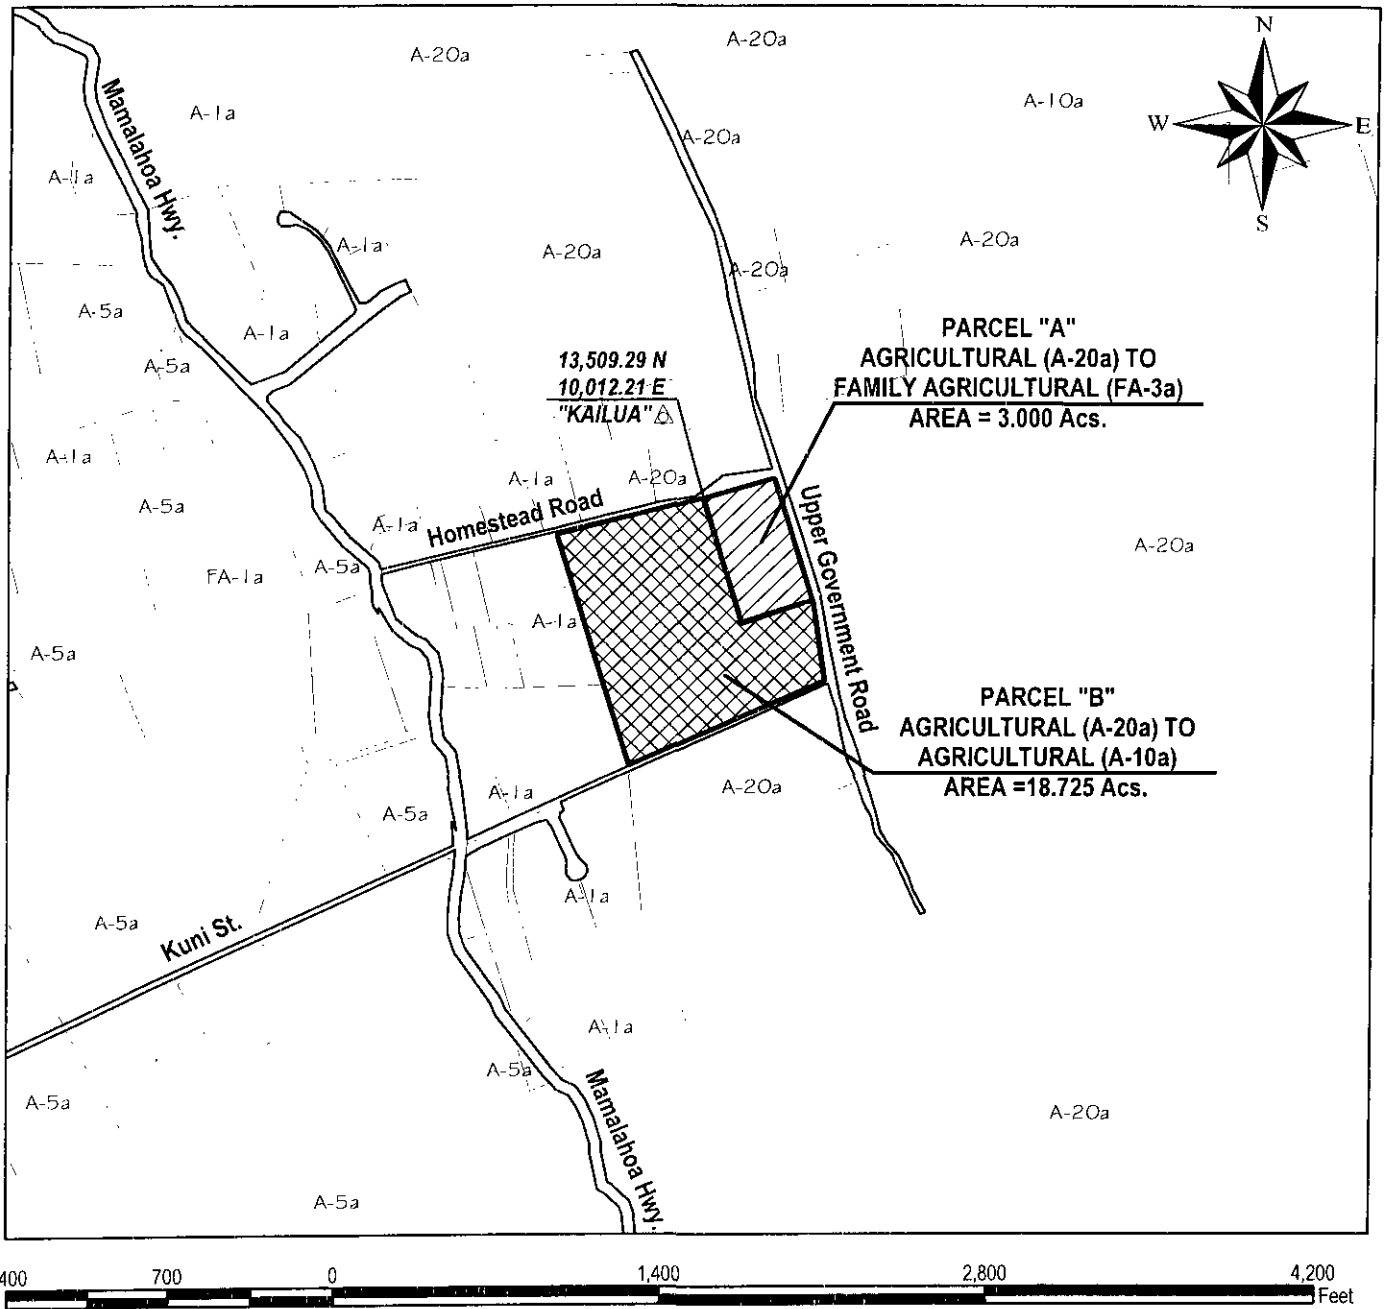 A-20a
A-20a
N
A-1a
A-10a
Mamalahoa Hwy.
W
E
A-20a
A-1a
S
A-1a
A-20a
A-20a
A-20a
A-5a
A-1a
PARCEL "A"
AGRICULTURAL (A-20a) TO
FAMILY AGRICULTURAL (FA-3a)
AREA = 3.000 Acs.
13,509.29 N
10,012.21 E
"KAILUA"
A-5a
A-1a
A-1a
A-20a
A-5a
Homestead Road
A-1a
Upper Government Road
A-20a
FA-1a
A-5a
A-1a
A-5a
PARCEL "B"
AGRICULTURAL (A-20a) TO
AGRICULTURAL (A-10a)
AREA =18.725 Acs.
A-1a
A-20a
A-5a
A-1a
A-5a
Kuni St.
A-1a
A-5a
A-5a
Mamalahoa Hwy.
A-20a
A-5a
400 700 0 1,400 2,800 4,200
Feet